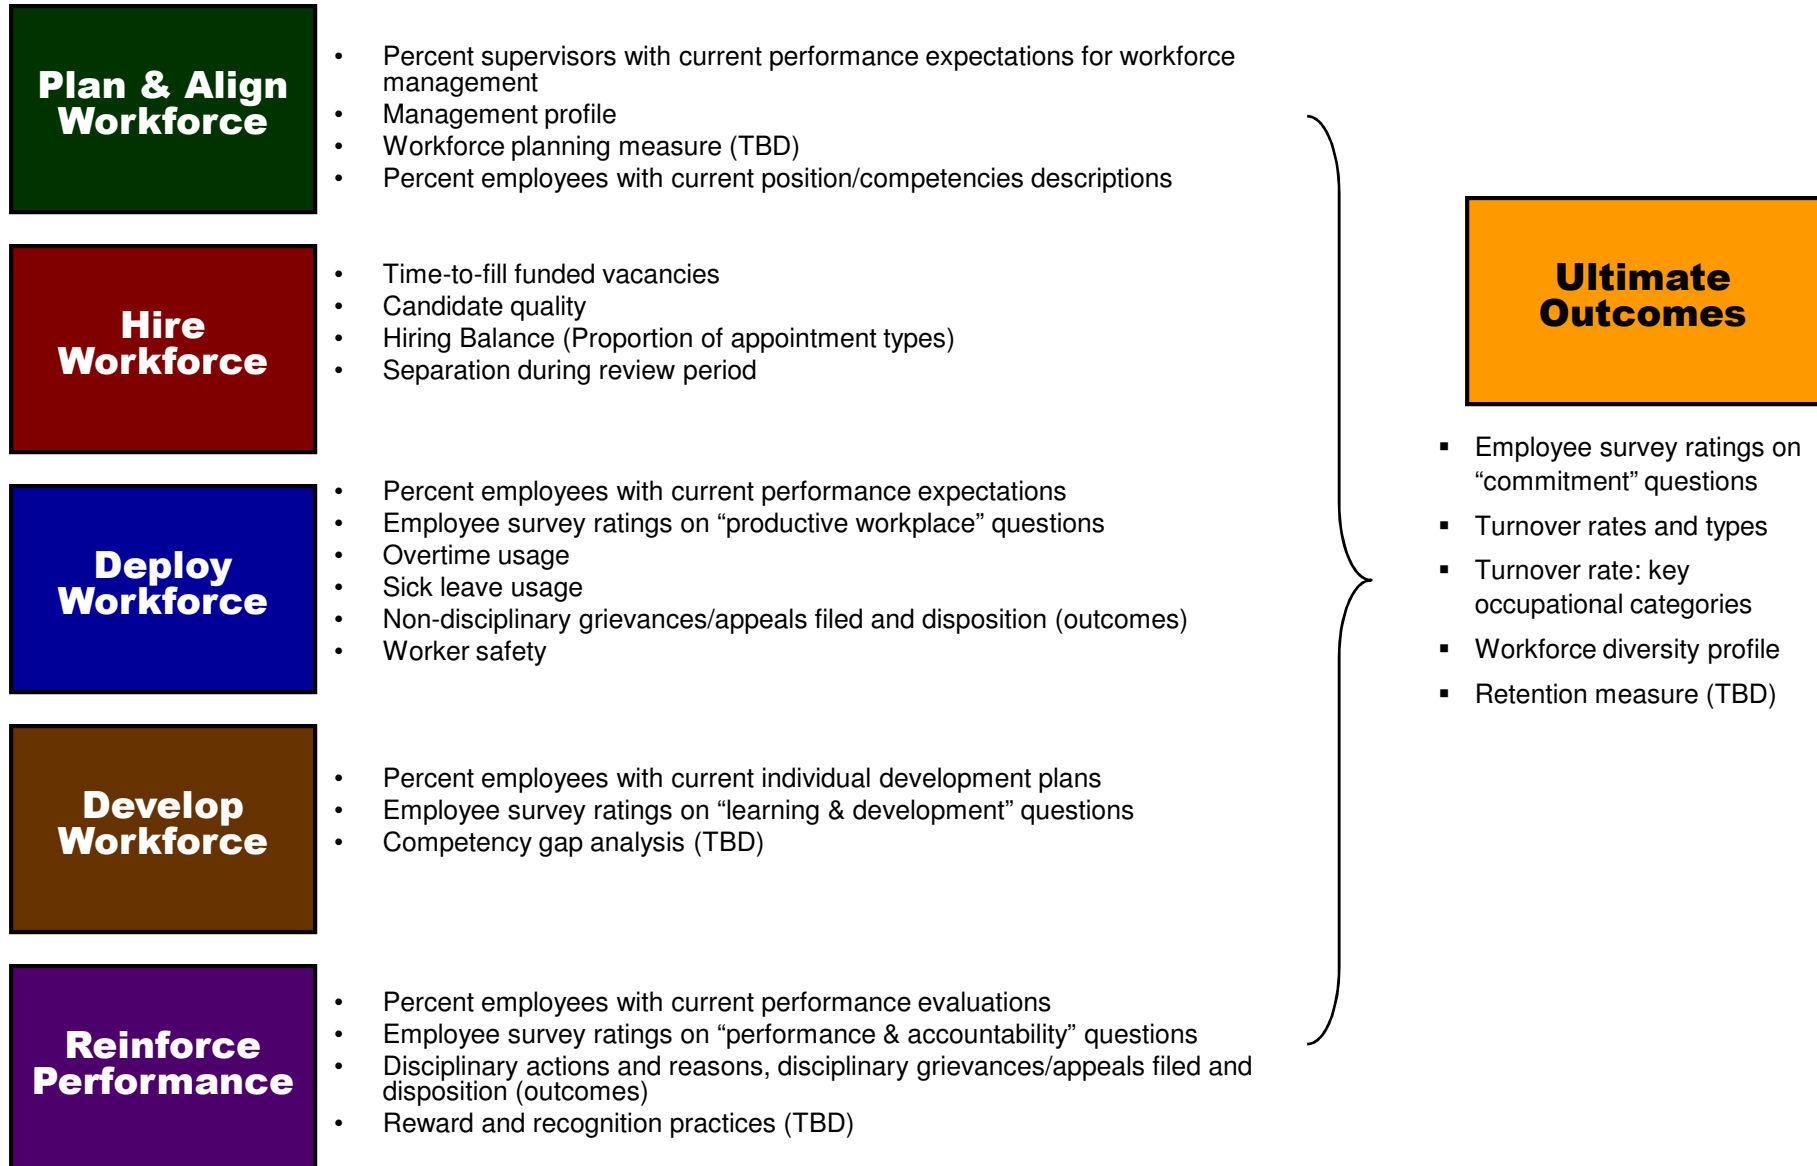 Plan & Align
Workforce
• Percent supervisors with current performance expectations for workforce
management
• Management profile
• Workforce planning measure (TBD)
• Percent employees with current position/competencies descriptions
Hire
Workforce
• Time-to-fill funded vacancies
• Candidate quality
• Hiring Balance (Proportion of appointment types)
• Separation during review period
Deploy
Workforce
• Percent employees with current performance expectations
• Employee survey ratings on “productive workplace” questions
• Overtime usage
• Sick leave usage
• Non-disciplinary grievances/appeals filed and disposition (outcomes)
• Worker safety
Develop
Workforce
• Percent employees with current individual development plans
• Employee survey ratings on “learning & development” questions
• Competency gap analysis (TBD)
Reinforce
Performance
• Percent employees with current performance evaluations
• Employee survey ratings on “performance & accountability” questions
• Disciplinary actions and reasons, disciplinary grievances/appeals filed and
disposition (outcomes)
• Reward and recognition practices (TBD)
Ultimate
Outcomes
▪ Employee survey ratings on
“commitment” questions
▪ Turnover rates and types
▪ Turnover rate: key
occupational categories
▪ Workforce diversity profile
▪ Retention measure (TBD)